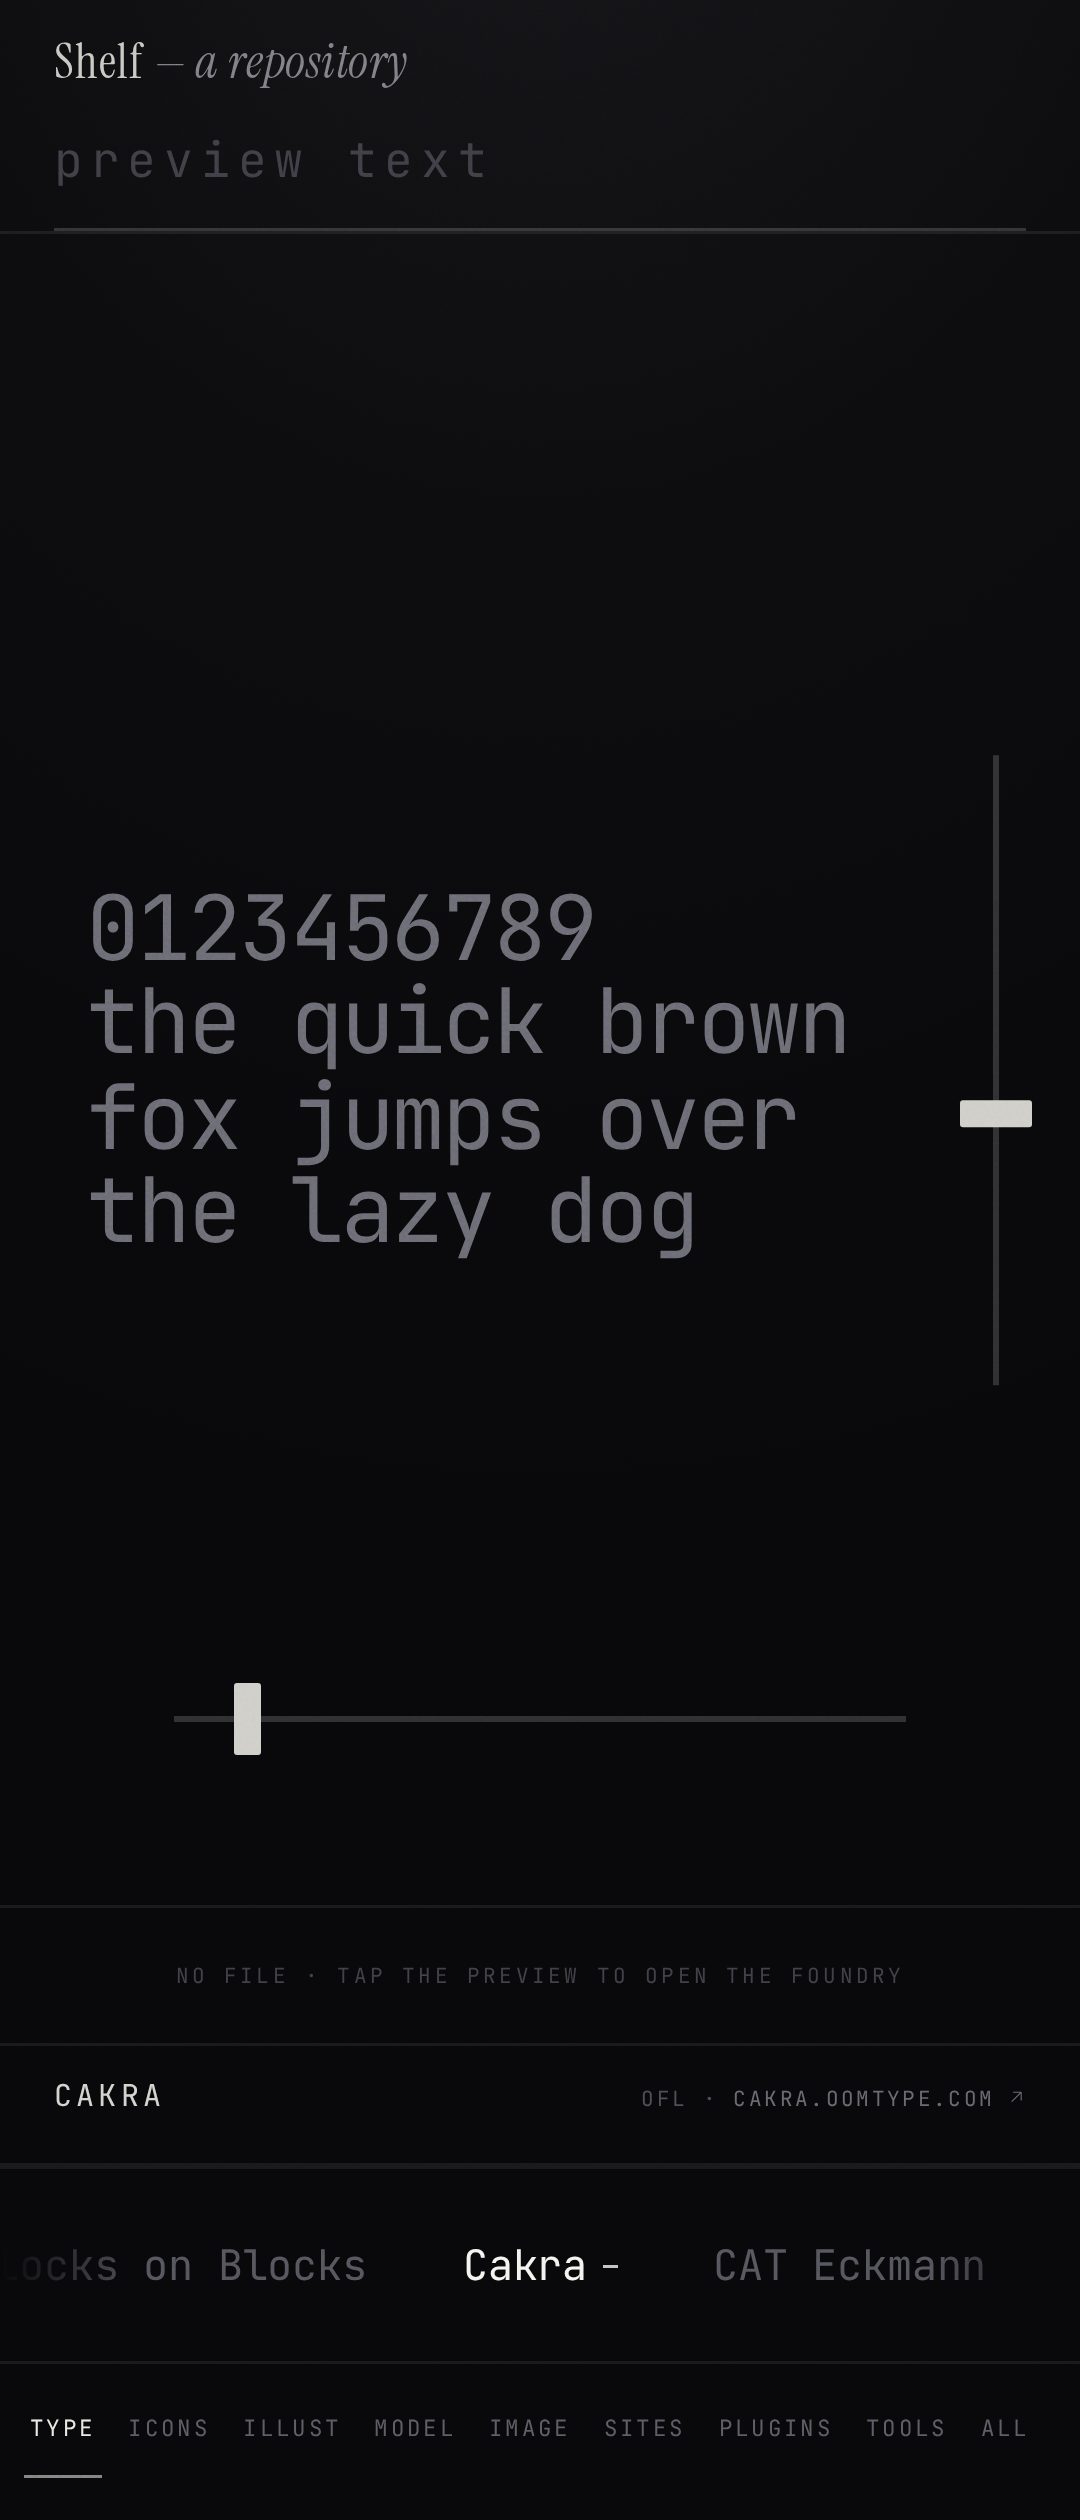 Shelf — a repository
preview text
0123456789
the quick brown
fox jumps over
the lazy dog
NO FILE · TAP THE PREVIEW TO OPEN THE FOUNDRY
CAKRA
OFL · CAKRA.OOMTYPE.COM ↗
locks on Blocks Cakra – CAT Eckmann
TYPE ICONS ILLUST MODEL IMAGE SITES PLUGINS TOOLS ALL